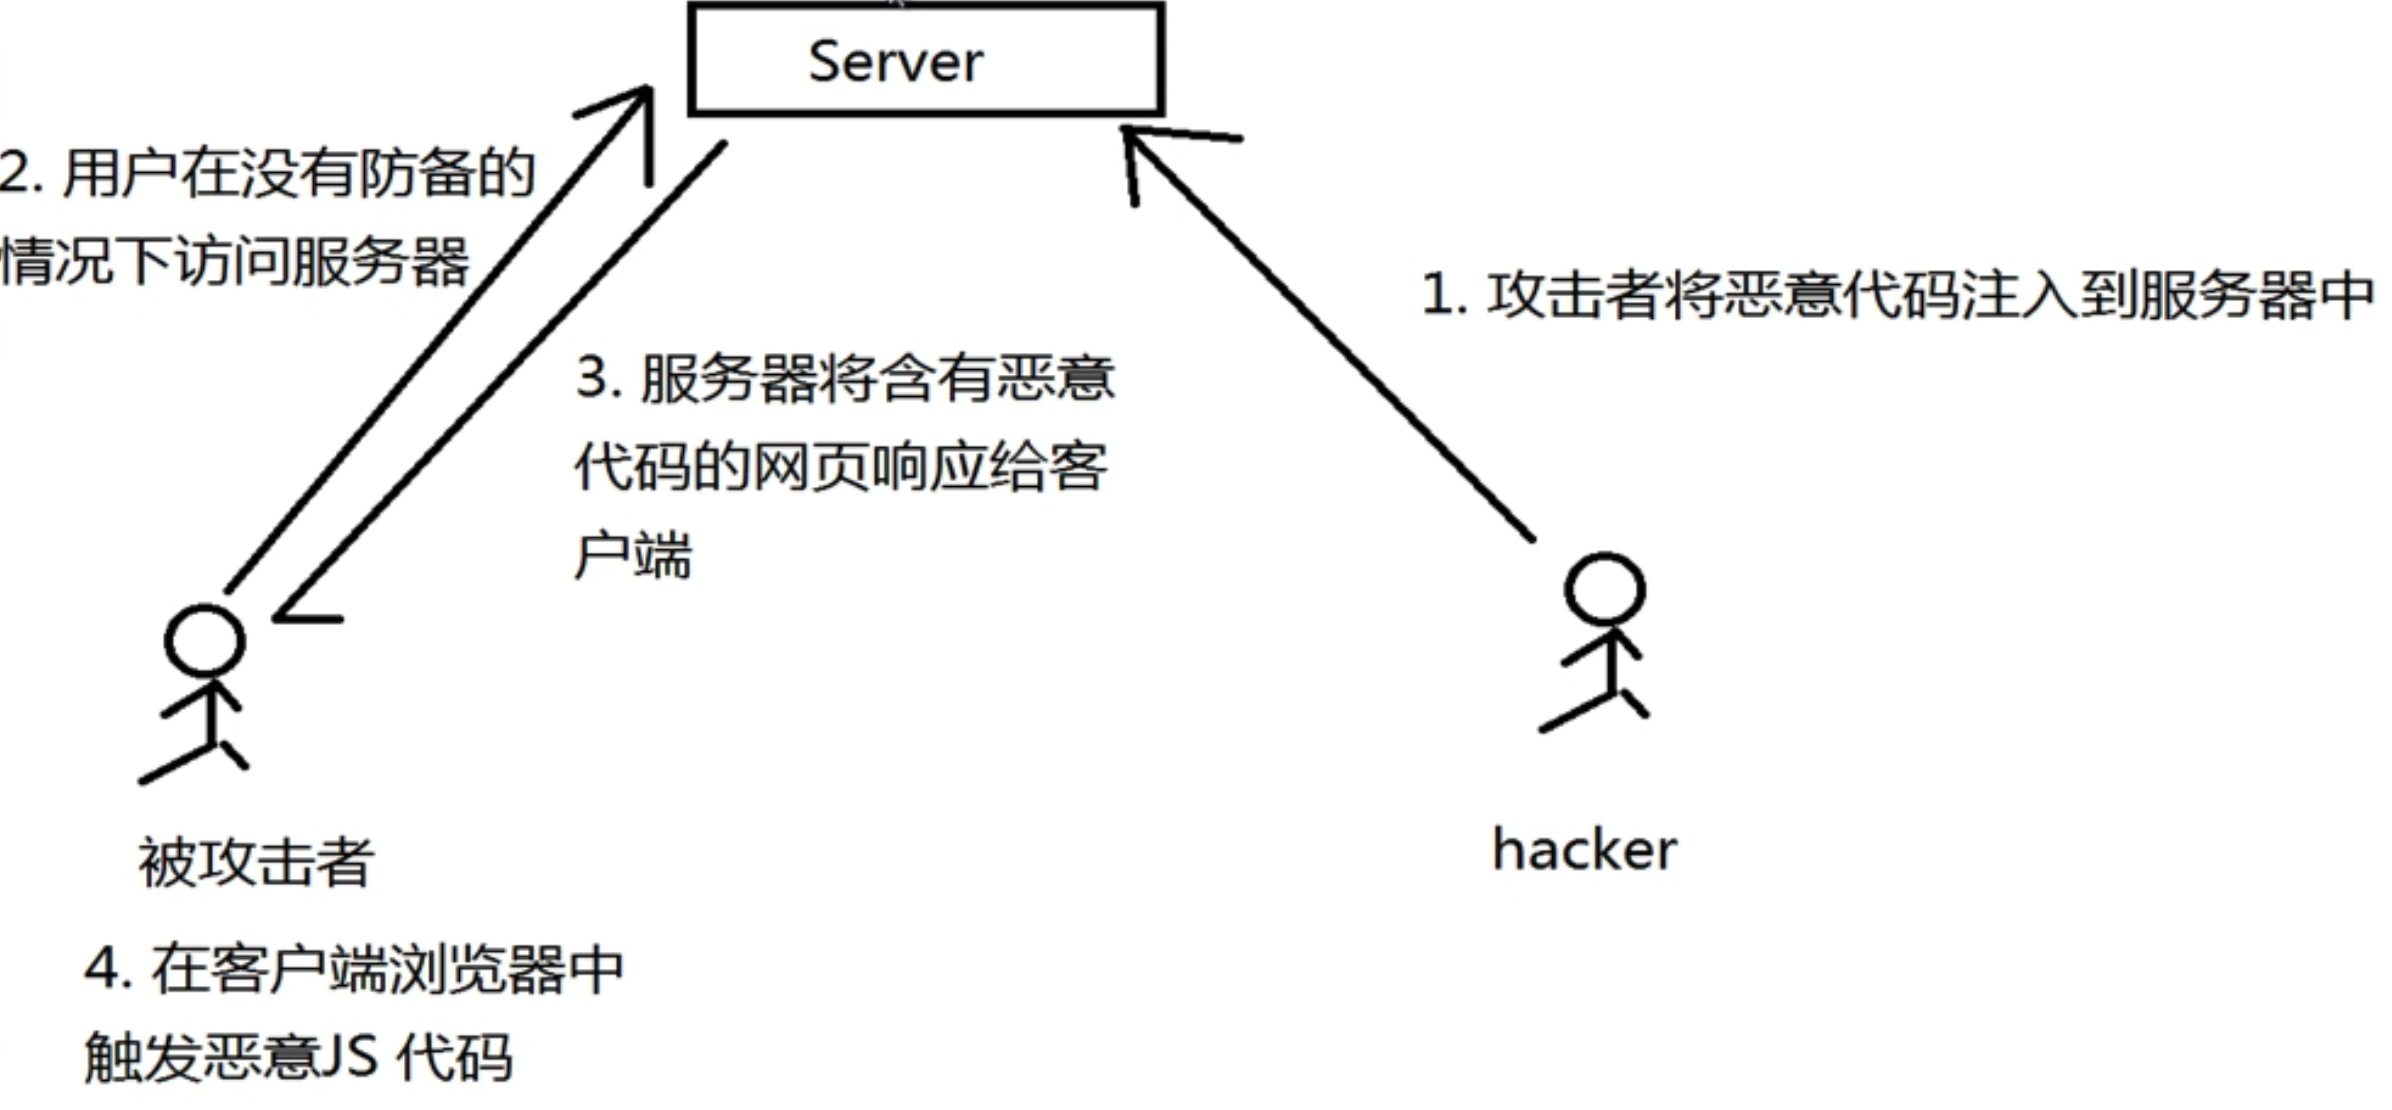 Server
2. 用户在没有防备的
情况下访问服务器
1. 攻击者将恶意代码注入到服务器中
3. 服务器将含有恶意
代码的网页响应给客
户端
被攻击者
hacker
4. 在客户端浏览器中
触发恶意JS 代码